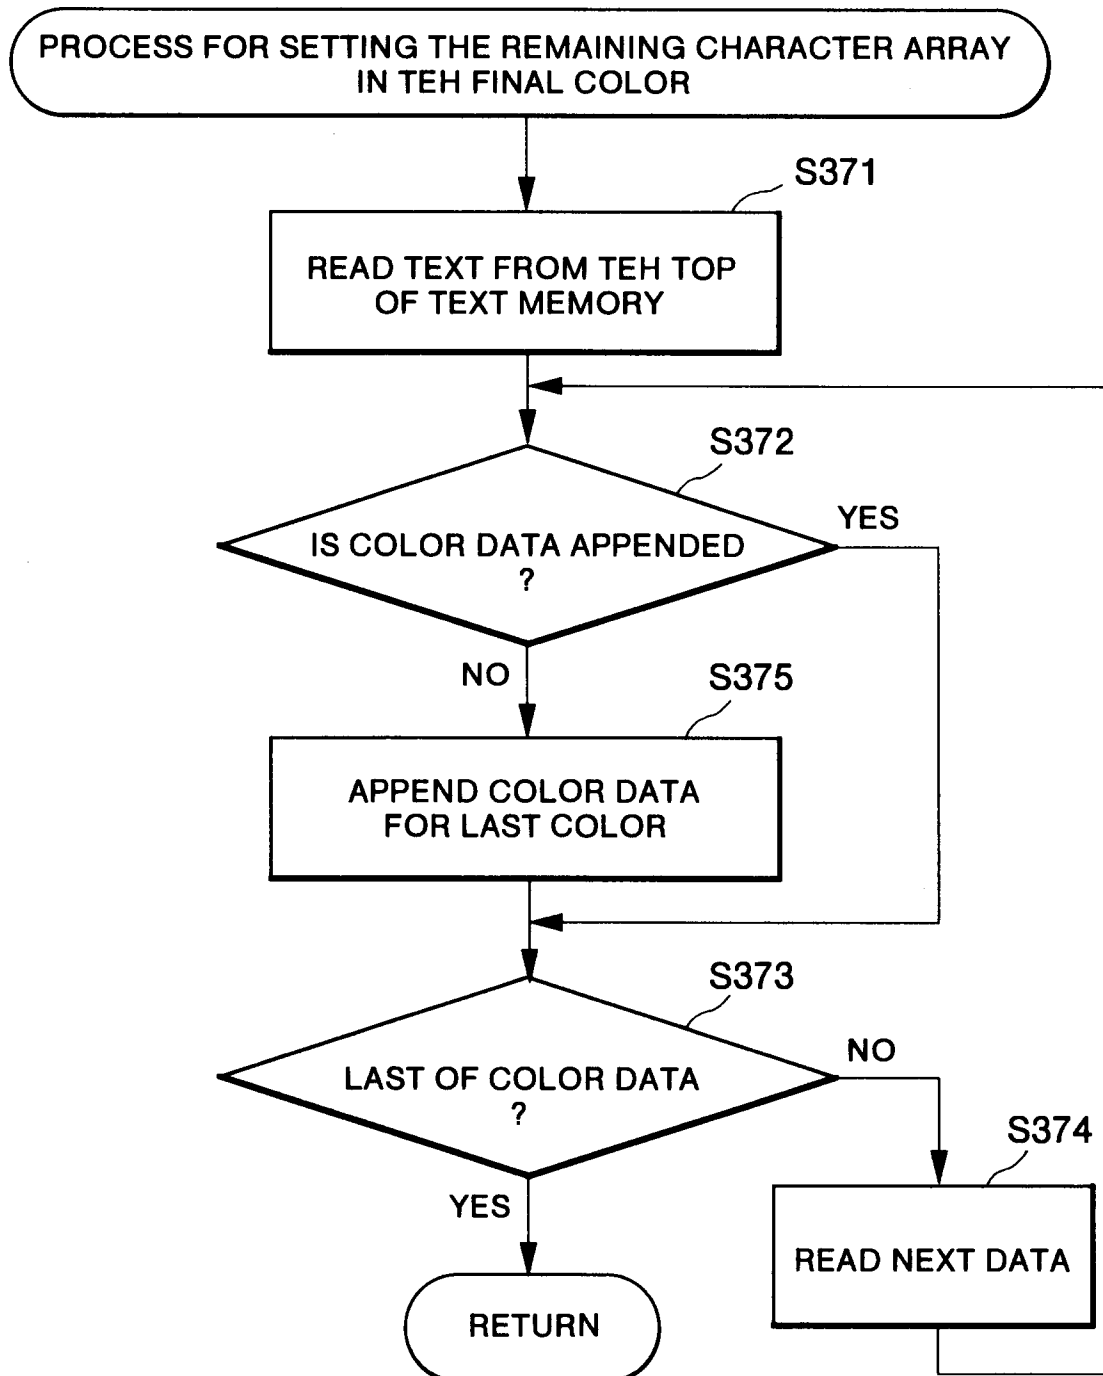 PROCESS FOR SETTING THE REMAINING CHARACTER ARRAY
IN TEH FINAL COLOR
S371
READ TEXT FROM TEH TOP
OF TEXT MEMORY
S372
IS COLOR DATA APPENDED
?
YES
NO
S375
APPEND COLOR DATA
FOR LAST COLOR
S373
LAST OF COLOR DATA
?
NO
S374
YES
READ NEXT DATA
RETURN